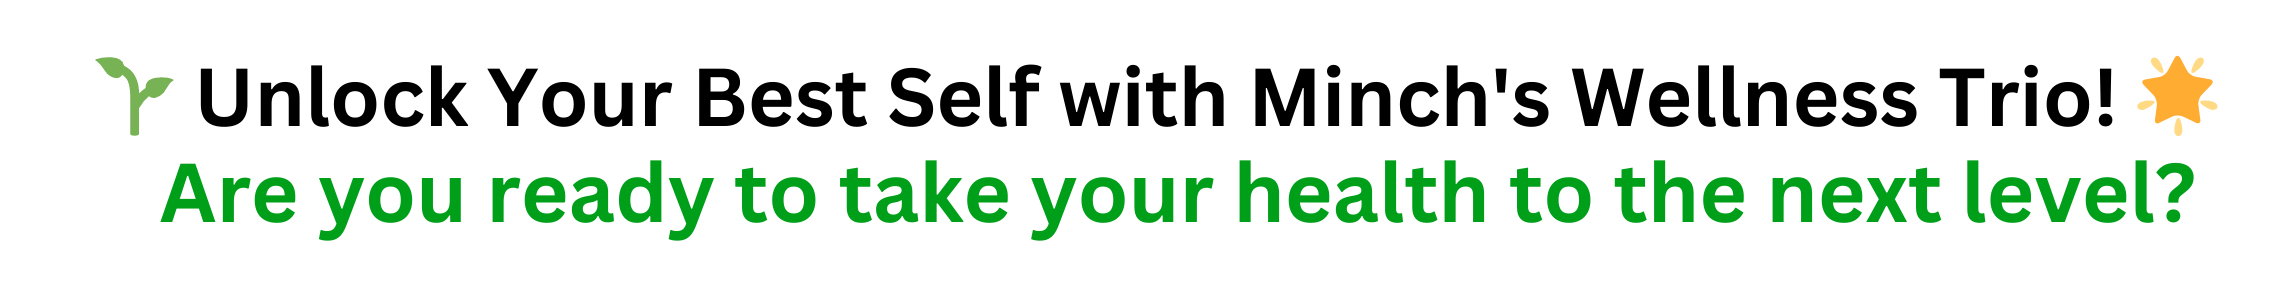 🌱 Unlock Your Best Self with Minch's Wellness Trio! 🌟
Are you ready to take your health to the next level?